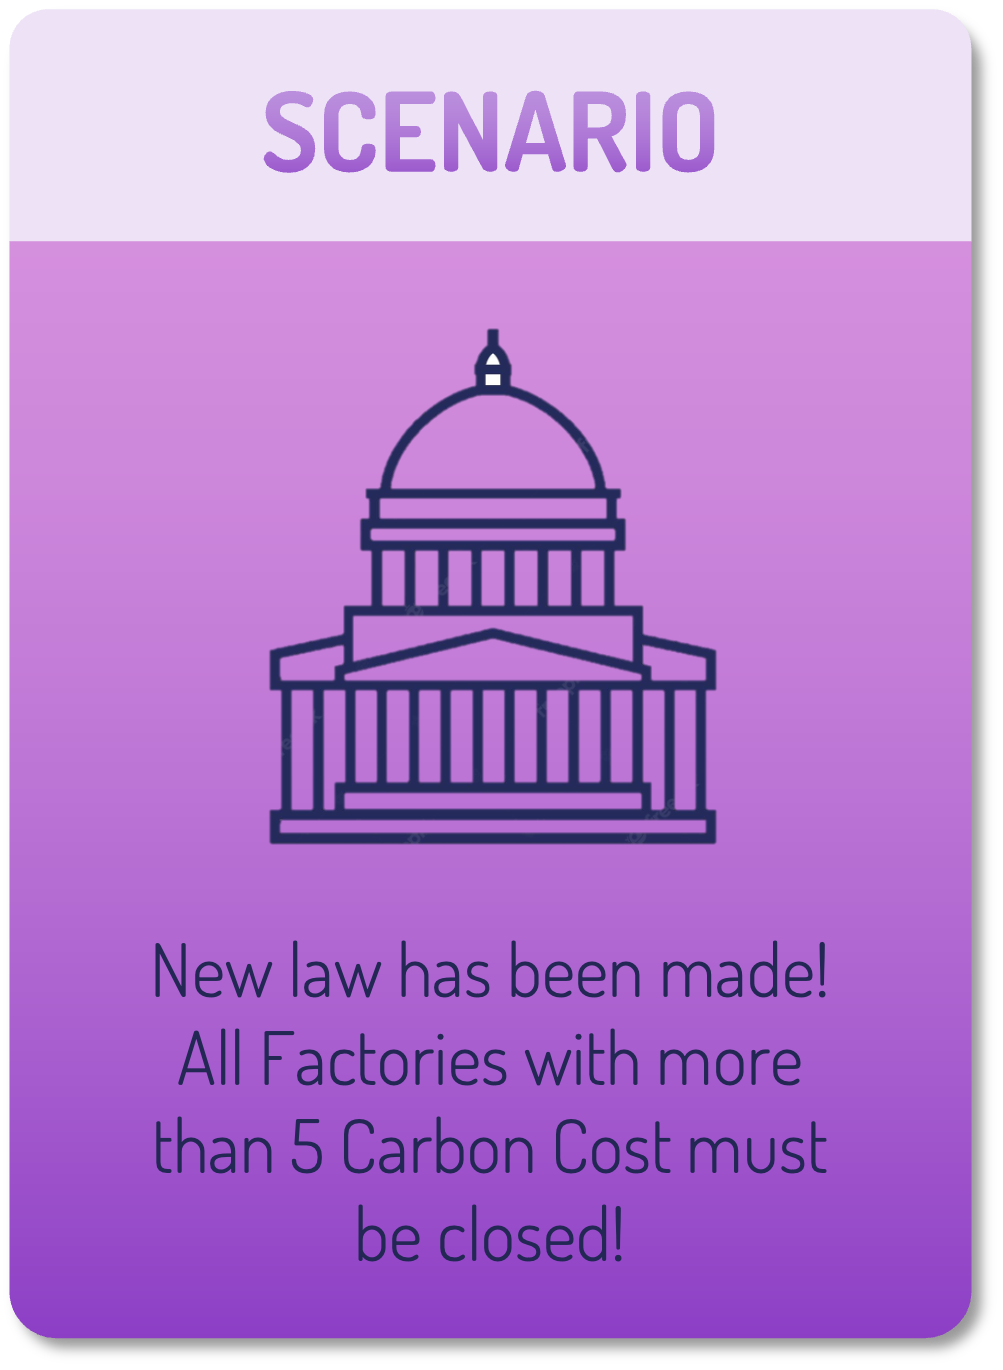 SCENARIO
New law has been made!
All Factories with more
than 5 Carbon Cost must
be closed!